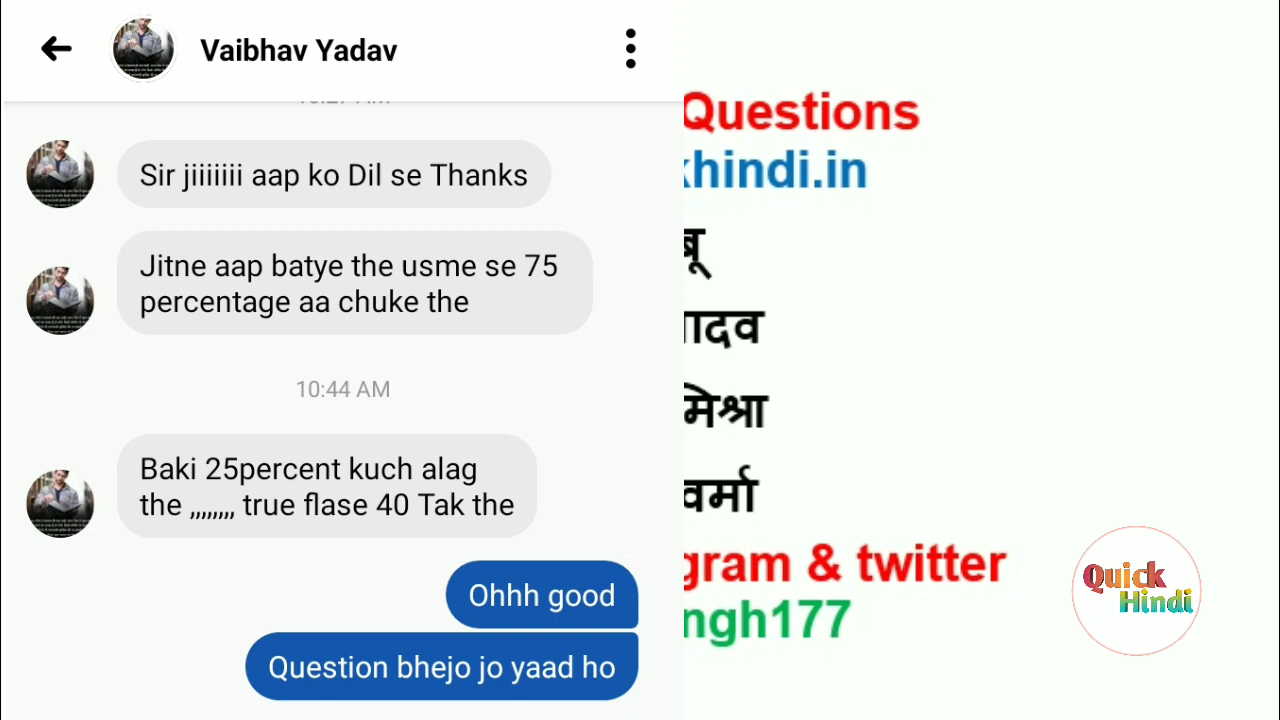 Vaibhav Yadav
Sir jiiiiiii aap ko Dil se Thanks
Jitne aap batye the usme se 75
percentage aa chuke the
10:44 AM
Baki 25percent kuch alag
the ,,,,,,,, true flase 40 Tak the
Ohhh good
Question bhejo jo yaad ho
Questions
hindi.in
ादव
मिश्रा
वर्मा
gram & twitter
ngh177
Quick
Hindi